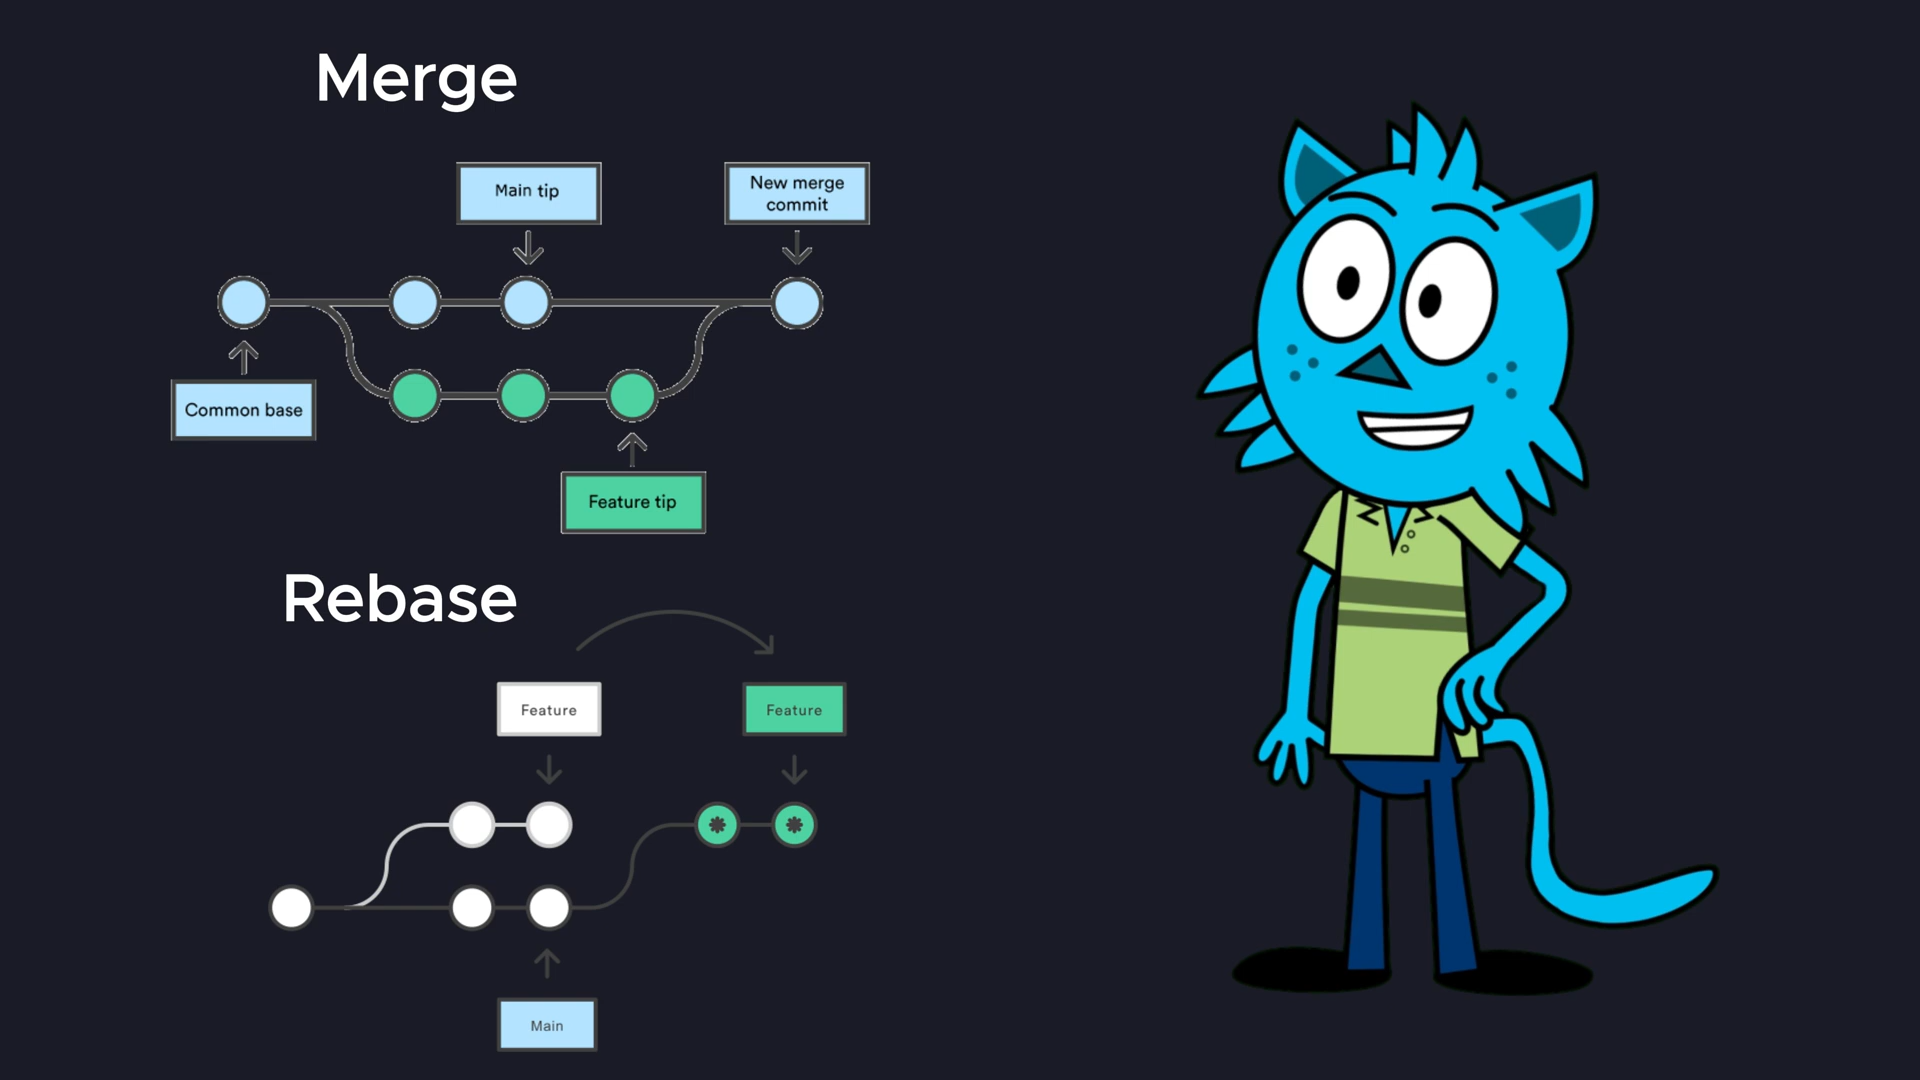 Merge
Main tip
New merge
commit
Common base
Feature tip
Rebase
Feature
Feature
Main